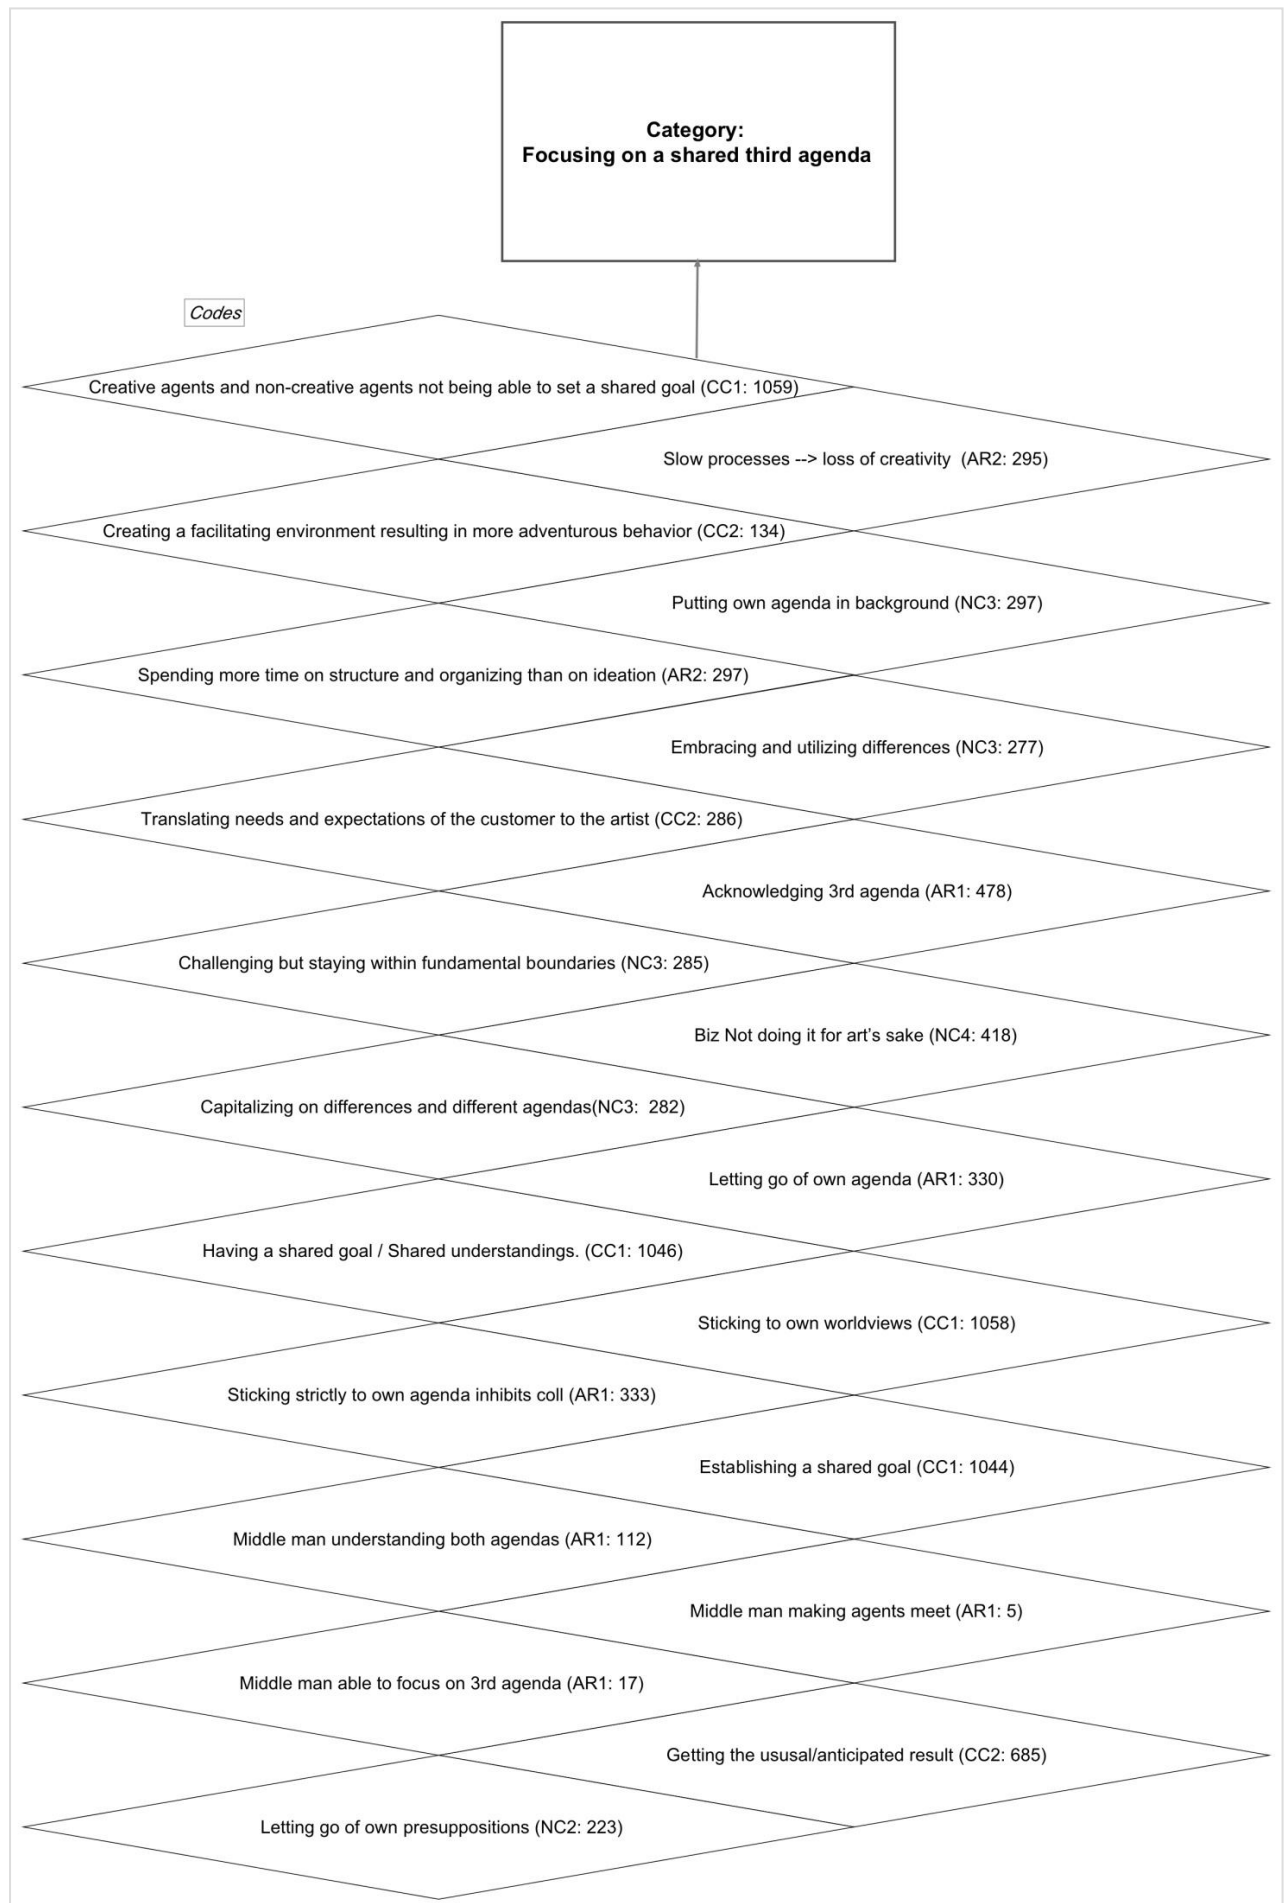 Category:
Focusing on a shared third agenda
Codes
Creative agents and non-creative agents not being able to set a shared goal (CC1: 1059)
Slow processes --> loss of creativity  (AR2: 295)
Creating a facilitating environment resulting in more adventurous behavior (CC2: 134)
Putting own agenda in background (NC3: 297)
Spending more time on structure and organizing than on ideation (AR2: 297)
Embracing and utilizing differences (NC3: 277)
Translating needs and expectations of the customer to the artist (CC2: 286)
Acknowledging 3rd agenda (AR1: 478)
Challenging but staying within fundamental boundaries (NC3: 285)
Biz Not doing it for art's sake (NC4: 418)
Capitalizing on differences and different agendas(NC3:  282)
Letting go of own agenda (AR1: 330)
Having a shared goal / Shared understandings. (CC1: 1046)
Sticking to own worldviews (CC1: 1058)
Sticking strictly to own agenda inhibits coll (AR1: 333)
Establishing a shared goal (CC1: 1044)
Middle man understanding both agendas (AR1: 112)
Middle man making agents meet (AR1: 5)
Middle man able to focus on 3rd agenda (AR1: 17)
Getting the ususal/anticipated result (CC2: 685)
Letting go of own presuppositions (NC2: 223)